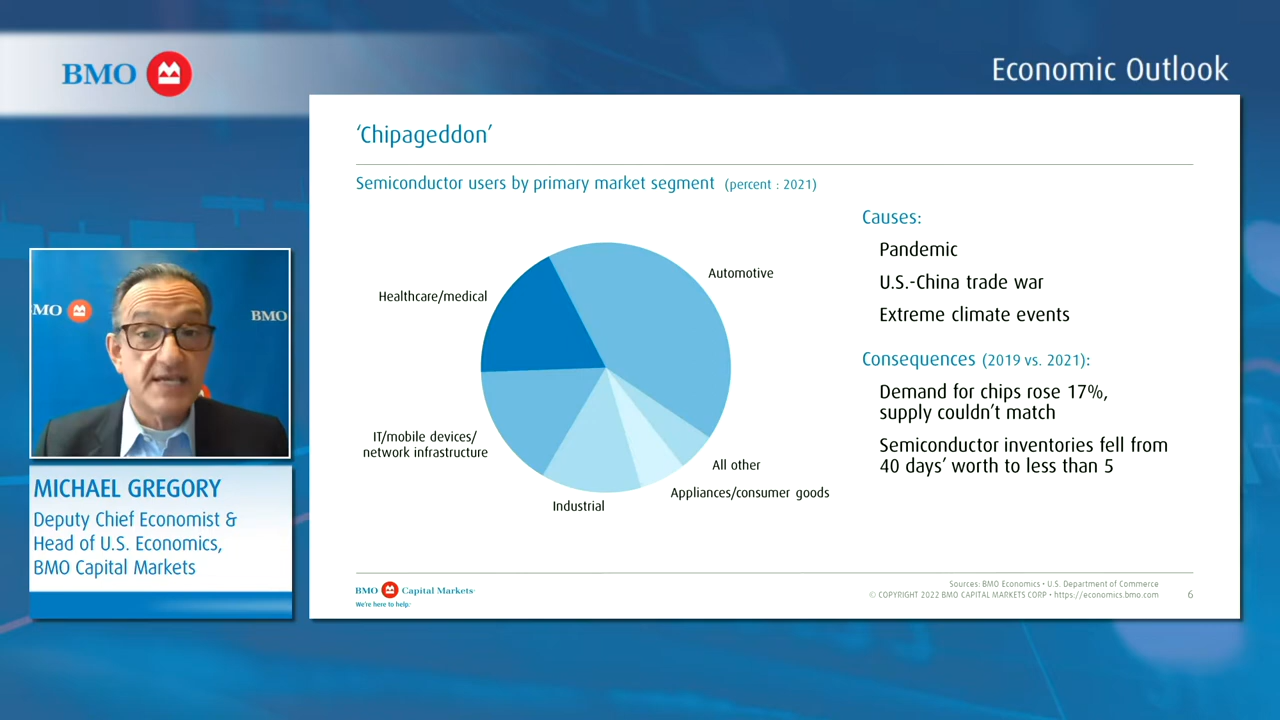 BMO
Economic Outlook
'Chipageddon'
Semiconductor users by primary market segment (percent : 2021)
Healthcare/medical
Automotive
IT/mobile devices/
network infrastructure
Industrial
All other
Appliances/consumer goods
Causes:
Pandemic
U.S.-China trade war
Extreme climate events
Consequences (2019 vs. 2021):
Demand for chips rose 17%,
supply couldn't match
Semiconductor inventories fell from
40 days' worth to less than 5
MO
BMO
MICHAEL GREGORY
Deputy Chief Economist &
Head of U.S. Economics,
BMO Capital Markets
BMO Capital Markets
We're here to help.
Sources: BMO Economics • U.S. Department of Commerce
© COPYRIGHT 2022 BMO CAPITAL MARKETS CORP • https://economics.bmo.com
6